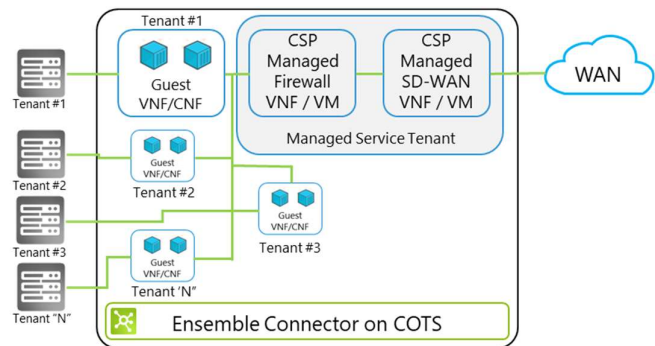 Tenant #1
Guest
VNF/CNF
CSP
Managed
Firewall
VNF / VM
CSP
Managed
SD-WAN
VNF / VM
Managed Service Tenant
WAN
Tenant #1
Guest
VNF/CNF
Tenant #2
Tenant #2
Guest
VNF/CNF
Tenant #3
Tenant #3
Guest
VNF/CNF
Tenant 'N"
Tenant "N"
Ensemble Connector on COTS